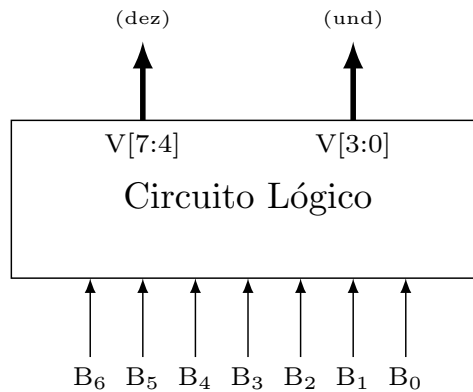 (dez) (und)
V[7:4] V[3:0]
Circuito Lógico
B₆ B₅ B₄ B₃ B₂ B₁ B₀